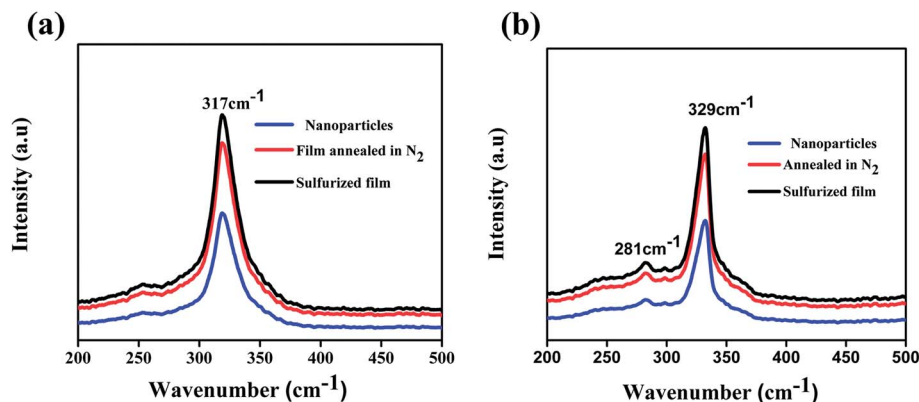 (a)
317cm⁻¹
Nanoparticles
Film annealed in N₂
Sulfurized film
Intensity (a.u)
200 250 300 350 400 450 500
Wavenumber (cm⁻¹)
(b)
329cm⁻¹
281cm⁻¹
Nanoparticles
Annealed in N₂
Sulfurized film
Intensity (a.u)
200 250 300 350 400 450 500
Wavenumber (cm⁻¹)